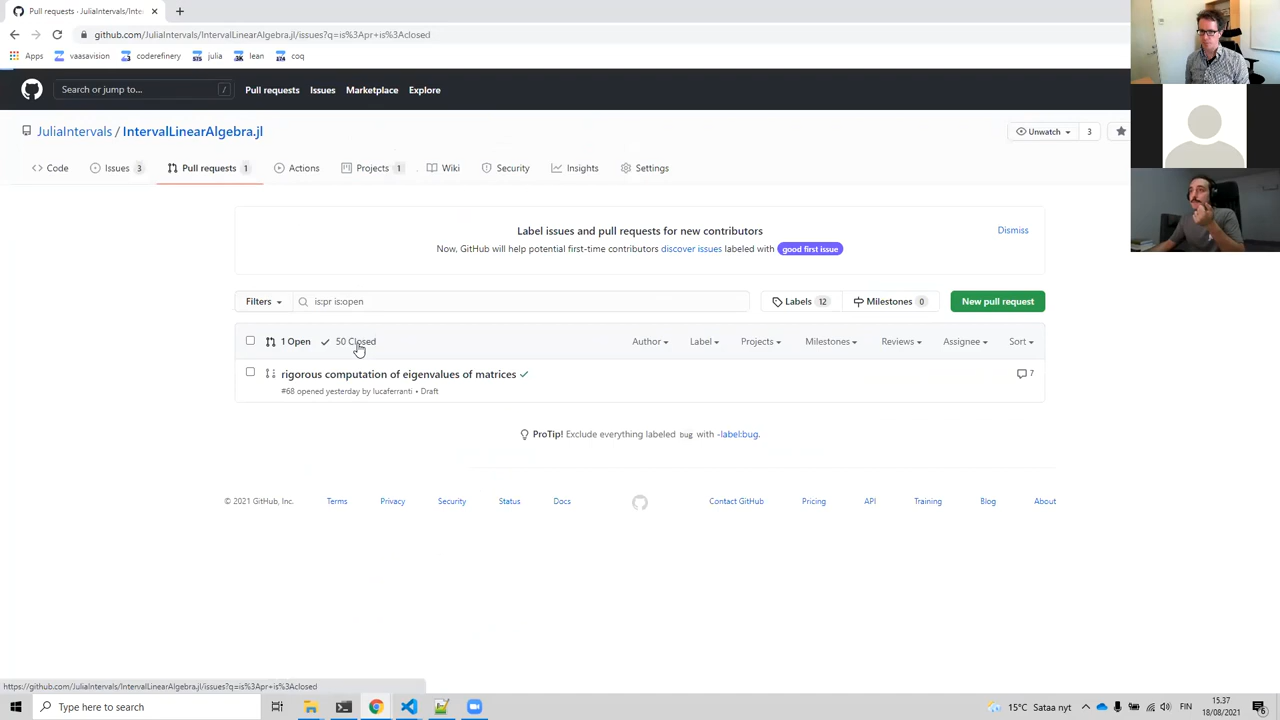 Pull requests · JuliaIntervals/Inte
github.com/JuliaIntervals/IntervalLinearAlgebra.jl/issues?q=is%3Apr+is%3Aclosed
Apps vaasavision coderefinery julia lean coq
Search or jump to... / Pull requests Issues Marketplace Explore
JuliaIntervals / IntervalLinearAlgebra.jl
Unwatch 3
Code Issues 3 Pull requests 1 Actions Projects 1 Wiki Security Insights Settings
Label issues and pull requests for new contributors
Dismiss
Now, GitHub will help potential first-time contributors discover issues labeled with good first issue
Filters is:pr is:open Labels 12 Milestones 0 New pull request
1 Open 50 Closed Author Label Projects Milestones Reviews Assignee Sort
rigorous computation of eigenvalues of matrices 7
#68 opened yesterday by lucaferranti • Draft
ProTip! Exclude everything labeled bug with -label:bug.
© 2021 GitHub, Inc. Terms Privacy Security Status Docs Contact GitHub Pricing API Training Blog About
https://github.com/JuliaIntervals/IntervalLinearAlgebra.jl/issues?q=is%3Apr+is%3Aclosed
Type here to search
15°C Sataa nyt
FIN
15.37
18/08/2021